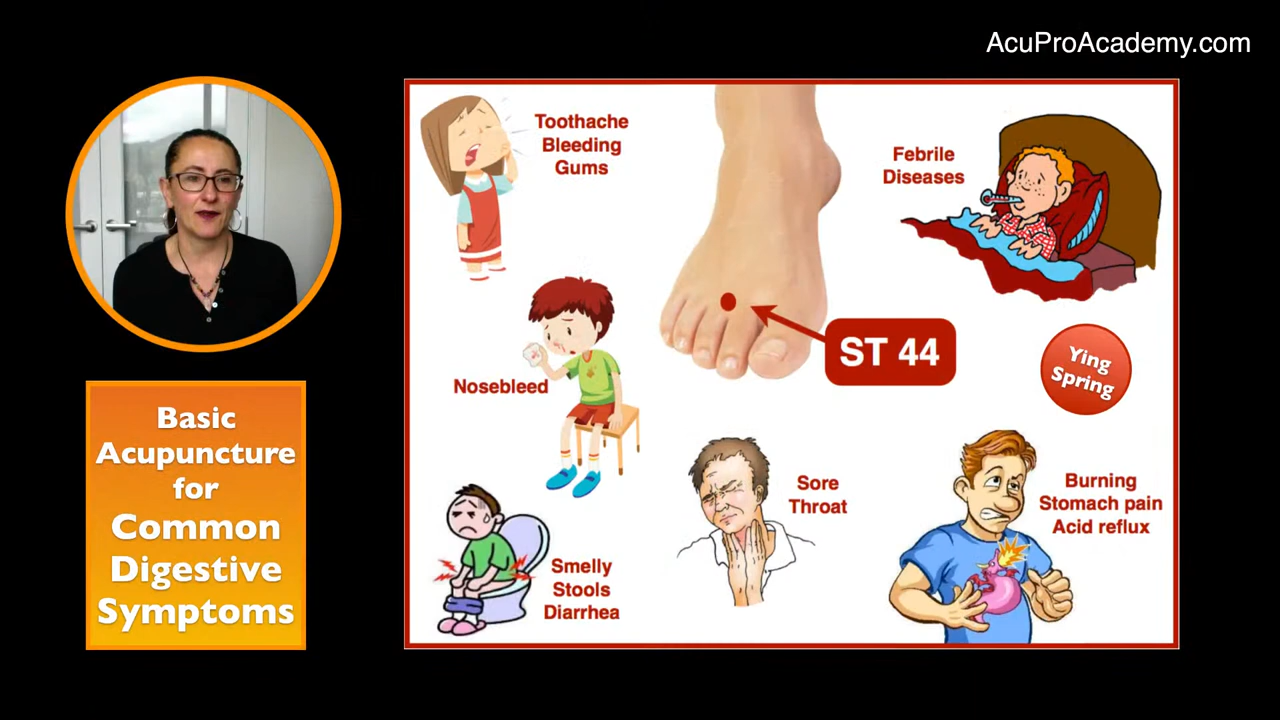 AcuProAcademy.com
Toothache
Bleeding
Gums
Febrile
Diseases
ST 44
Ying
Spring
Nosebleed
Basic
Acupuncture
for
Common
Digestive
Symptoms
Sore
Throat
Burning
Stomach pain
Acid reflux
Smelly
Stools
Diarrhea